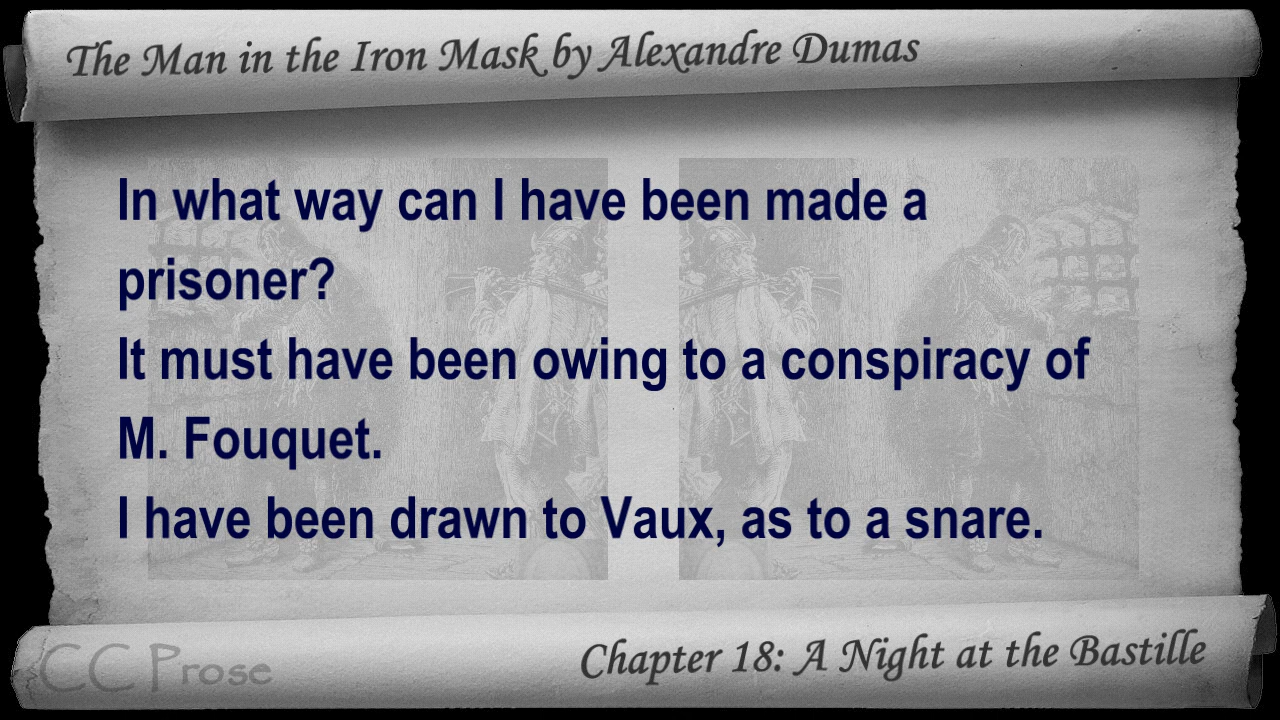 The Man in the Iron Mask by Alexandre Dumas
In what way can I have been made a
prisoner?
It must have been owing to a conspiracy of
M. Fouquet.
I have been drawn to Vaux, as to a snare.
CC Prose
Chapter 18: A Night at the Bastille